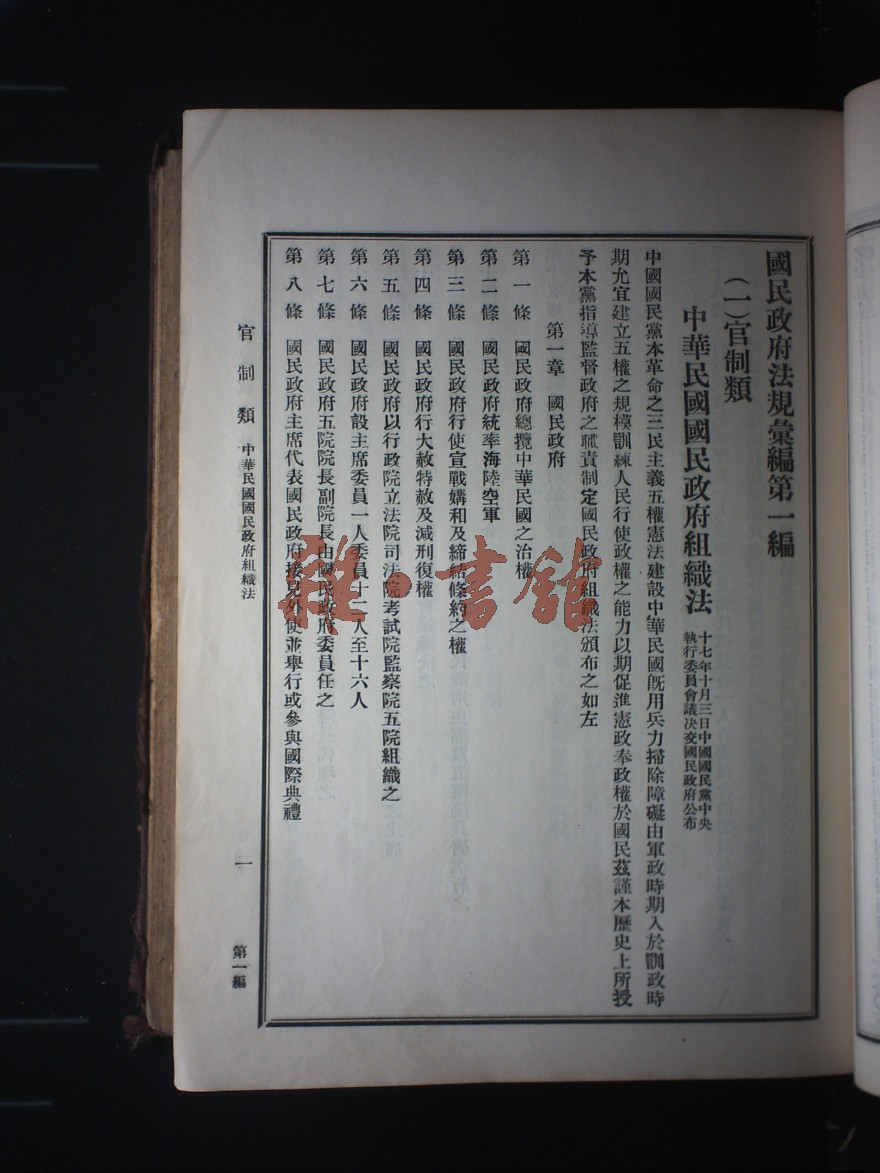 國民政府法規彙編第一編
(一)官制類
中華民國國民政府組織法
十七年十月三日中國國民黨中央
執行委員會議決交國民政府公布
中國國民黨本革命之三民主義五權憲法建設中華民國旣用兵力掃除障礙由軍政時期入於訓政時
期允宜建立五權之規模訓練人民行使政權之能力以期促進憲政奉政權於國民茲謹本歷史上所授
予本黨指導監督政府之職責制定國民政府組織法頒布之如左
第一章 國民政府
第一條 國民政府總攬中華民國之治權
第二條 國民政府統率海陸空軍
第三條 國民政府行使宣戰媾和及締結條約之權
第四條 國民政府行大赦特赦及減刑復權
第五條 國民政府以行政院立法院司法院考試院監察院五院組織之
第六條 國民政府設主席委員一人委員十二人至十六人
第七條 國民政府五院院長副院長由國民政府委員任之
第八條 國民政府主席代表國民政府接見外使並舉行或參與國際典禮
官制類 中華民國國民政府組織法
一
第一編
雜·書館